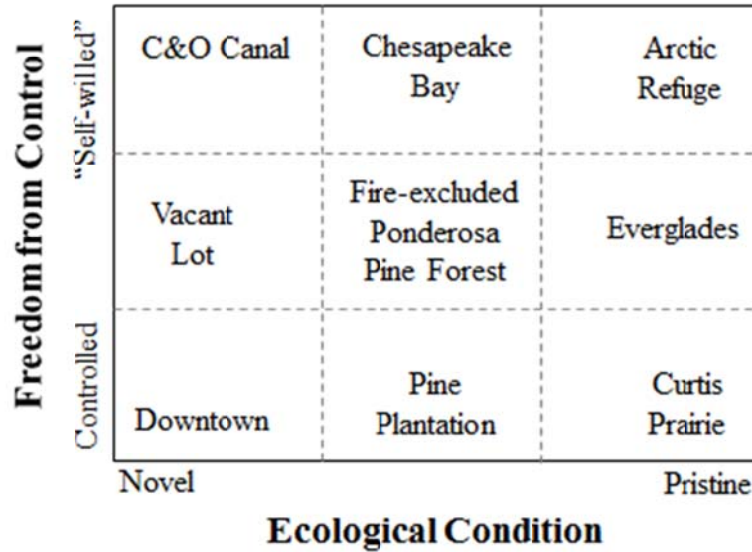 Freedom from Control
"Self-willed"
Controlled
C&O Canal
Chesapeake
Bay
Arctic
Refuge
Vacant
Lot
Fire-excluded
Ponderosa
Pine Forest
Everglades
Downtown
Pine
Plantation
Curtis
Prairie
Novel
Pristine
Ecological Condition